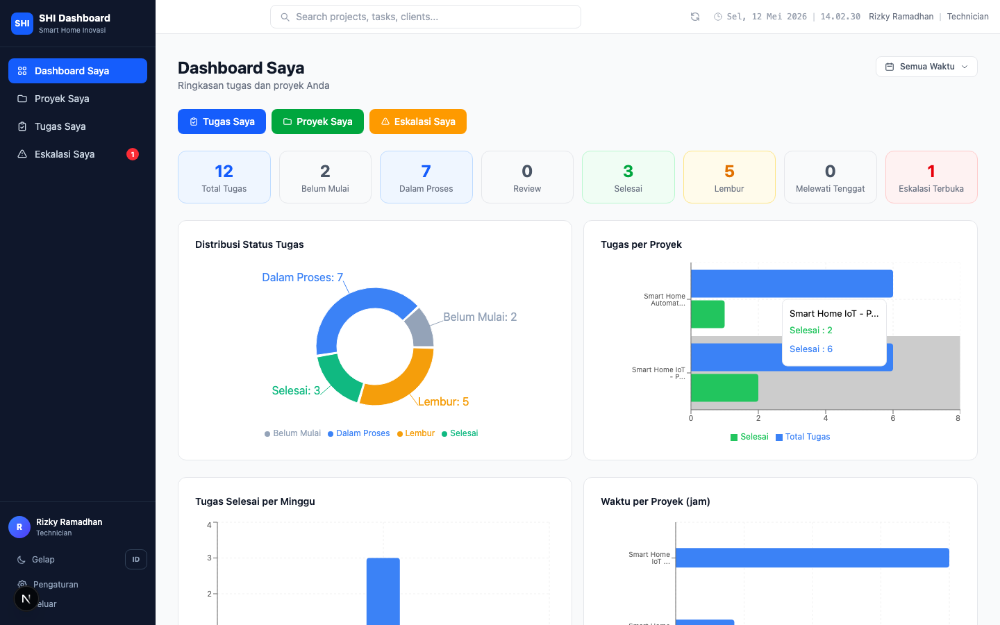 SHI
SHI Dashboard
Smart Home Inovasi
Search projects, tasks, clients...
Sel, 12 Mei 2026 | 14.02.30
Rizky Ramadhan | Technician
Dashboard Saya
Proyek Saya
Tugas Saya
Eskalasi Saya
1
Dashboard Saya
Ringkasan tugas dan proyek Anda
Semua Waktu
Tugas Saya
Proyek Saya
Eskalasi Saya
12
Total Tugas
2
Belum Mulai
7
Dalam Proses
0
Review
3
Selesai
5
Lembur
0
Melewati Tenggat
1
Eskalasi Terbuka
Distribusi Status Tugas
Dalam Proses: 7
Belum Mulai: 2
Selesai: 3
Lembur: 5
Belum Mulai
Dalam Proses
Lembur
Selesai
Tugas per Proyek
Smart Home
Automat...
Smart Home IoT
- P...
Smart Home IoT - P...
Selesai : 2
Selesai : 6
0
2
4
6
8
Selesai
Total Tugas
Tugas Selesai per Minggu
4
3
2
Waktu per Proyek (jam)
Smart Home
IoT ...
Smart Home
R
Rizky Ramadhan
Technician
Gelap
ID
Pengaturan
N
eluar